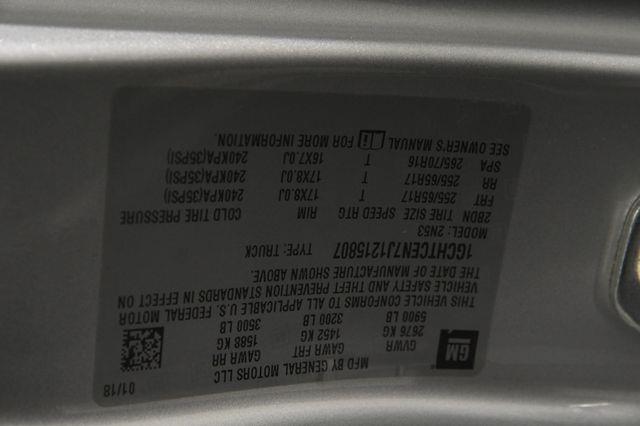 MFD BY GENERAL MOTORS LLC 01/18
GM
GVWR GAWR FRT GAWR RR
2676 KG 1452 KG 1588 KG
5900 LB 3200 LB 3500 LB
THIS VEHICLE CONFORMS TO ALL APPLICABLE U.S. FEDERAL MOTOR
VEHICLE SAFETY AND THEFT PREVENTION STANDARDS IN EFFECT ON
THE DATE OF MANUFACTURE SHOWN ABOVE.
1GCHTCEN7J1215807 TYPE: TRUCK
MODEL: 2N53
2BDN TIRE SIZE SPEED RTG RIM COLD TIRE PRESSURE
FRT 255/65R17 T 17X8.0J 240KPA(35PSI)
RR 255/65R17 T 17X8.0J 240KPA(35PSI)
SPA 265/70R16 T 16X7.0J 240KPA(35PSI)
SEE OWNER'S MANUAL FOR MORE INFORMATION.